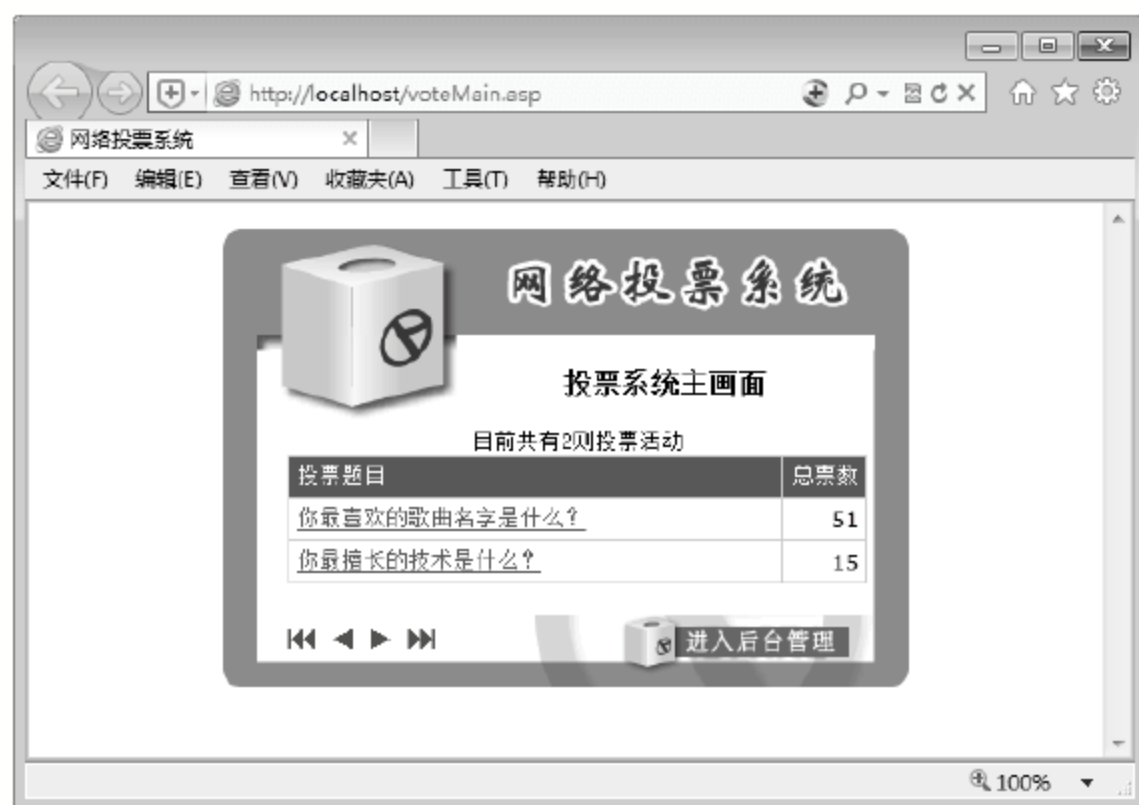 http://localhost/voteMain.asp
网络投票系统
文件(F) 编辑(E) 查看(V) 收藏夹(A) 工具(T) 帮助(H)
网络投票系统
投票系统主画面
目前共有2则投票活动
投票题目 总票数
你最喜欢的歌曲名字是什么? 51
你最擅长的技术是什么? 15
进入后台管理
100%